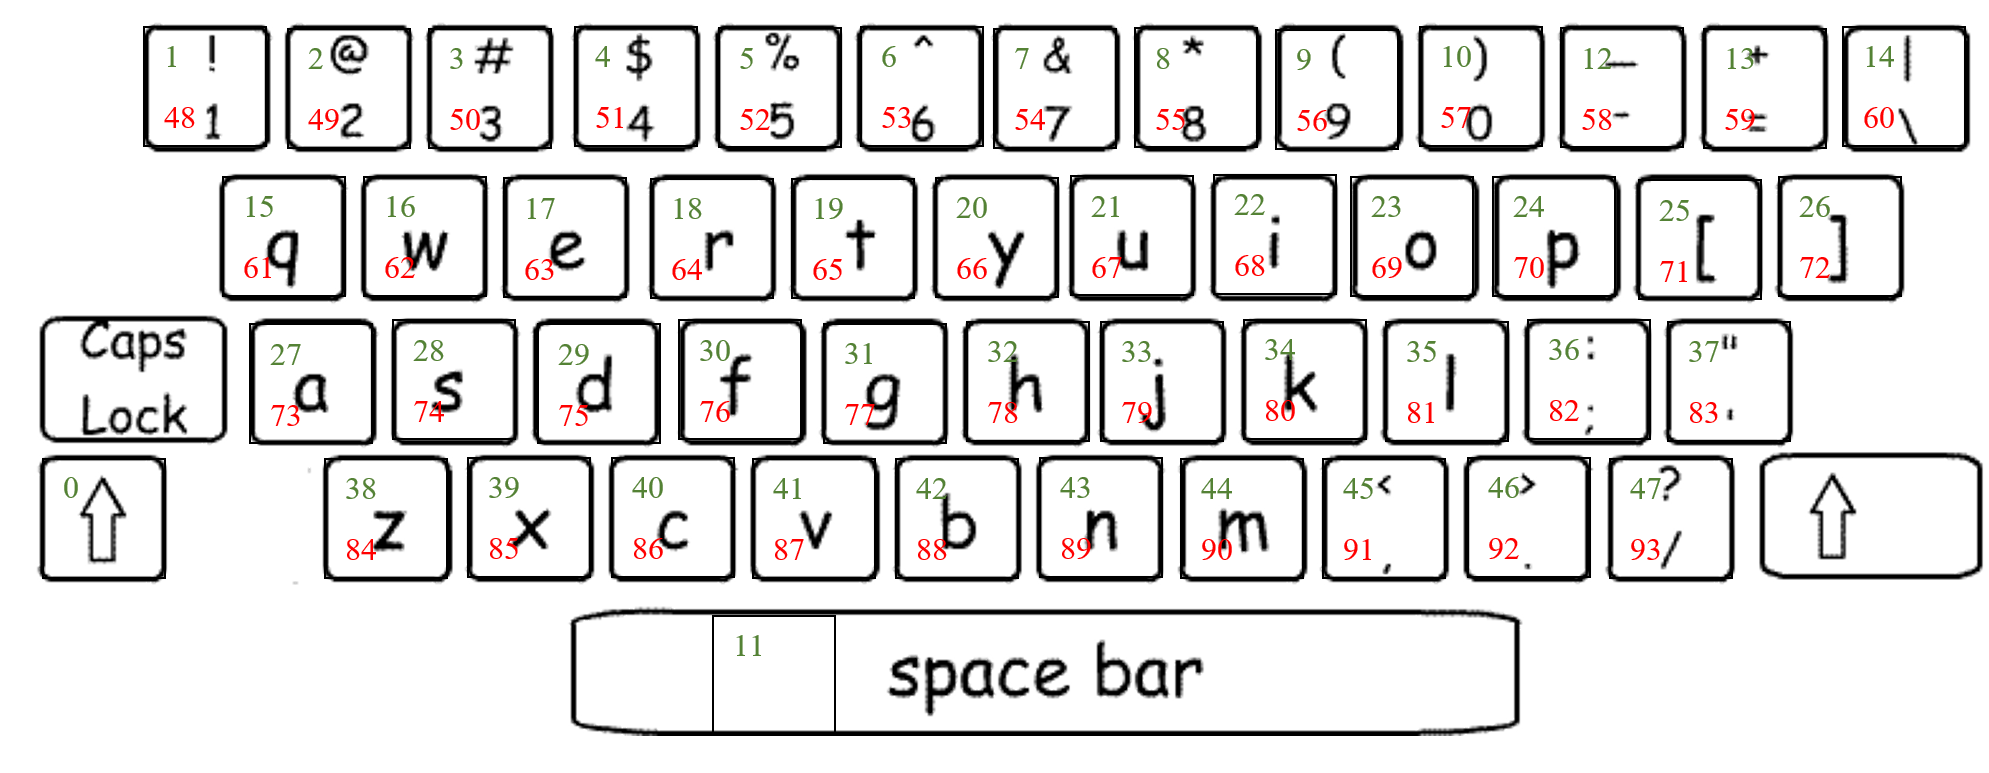 1 ! 2 @ 3 # 4 $ 5 % 6 ^ 7 & 8 * 9 ( 10 ) 12 _ 13 + 14 |
48 1 49 2 50 3 51 4 52 5 53 6 54 7 55 8 56 9 57 0 58 - 59 = 60 \
15 16 17 18 19 20 21 22 23 24 25 26
q w e r t y u i o p [ ]
61 62 63 64 65 66 67 68 69 70 71 72
Caps
Lock
27 28 29 30 31 32 33 34 35 36 : 37 "
a s d f g h j k l
73 74 75 76 77 78 79 80 81 82 ; 83 '
0 38 39 40 41 42 43 44 45 < 46 > 47 ?
z x c v b n m
84 85 86 87 88 89 90 91 , 92 . 93 /
11
space bar